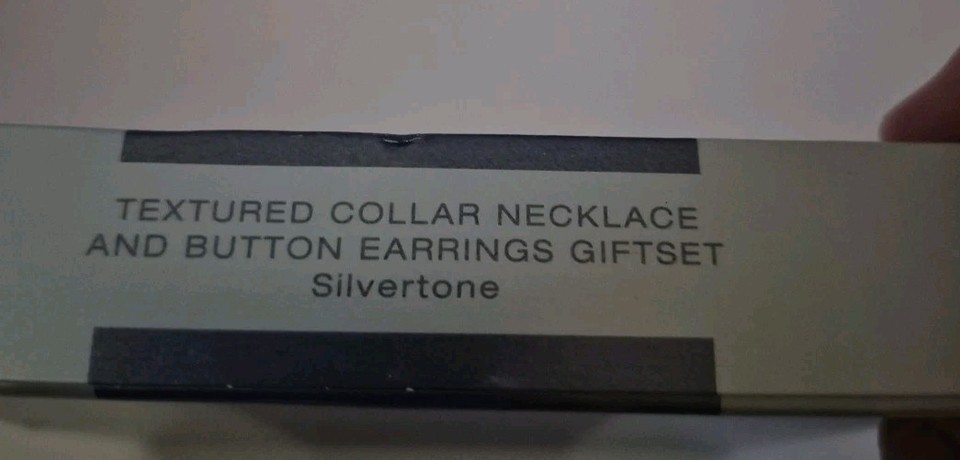 TEXTURED COLLAR NECKLACE
AND BUTTON EARRINGS GIFTSET
Silvertone